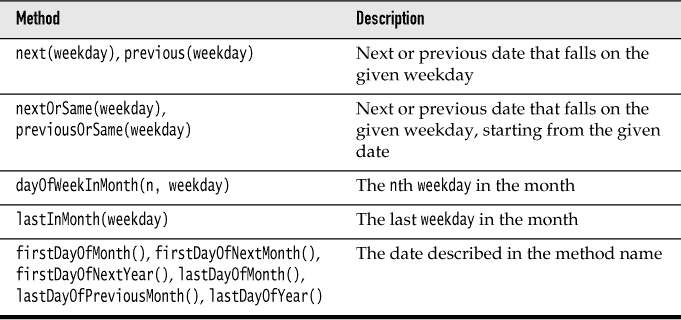 Method Description
next(weekday), previous(weekday) Next or previous date that falls on the
given weekday
nextOrSame(weekday), Next or previous date that falls on the
previousOrSame(weekday) given weekday, starting from the given
date
dayOfWeekInMonth(n, weekday) The nth weekday in the month
lastInMonth(weekday) The last weekday in the month
firstDayOfMonth(), firstDayOfNextMonth(), The date described in the method name
firstDayOfNextYear(), lastDayOfMonth(),
lastDayOfPreviousMonth(), lastDayOfYear()